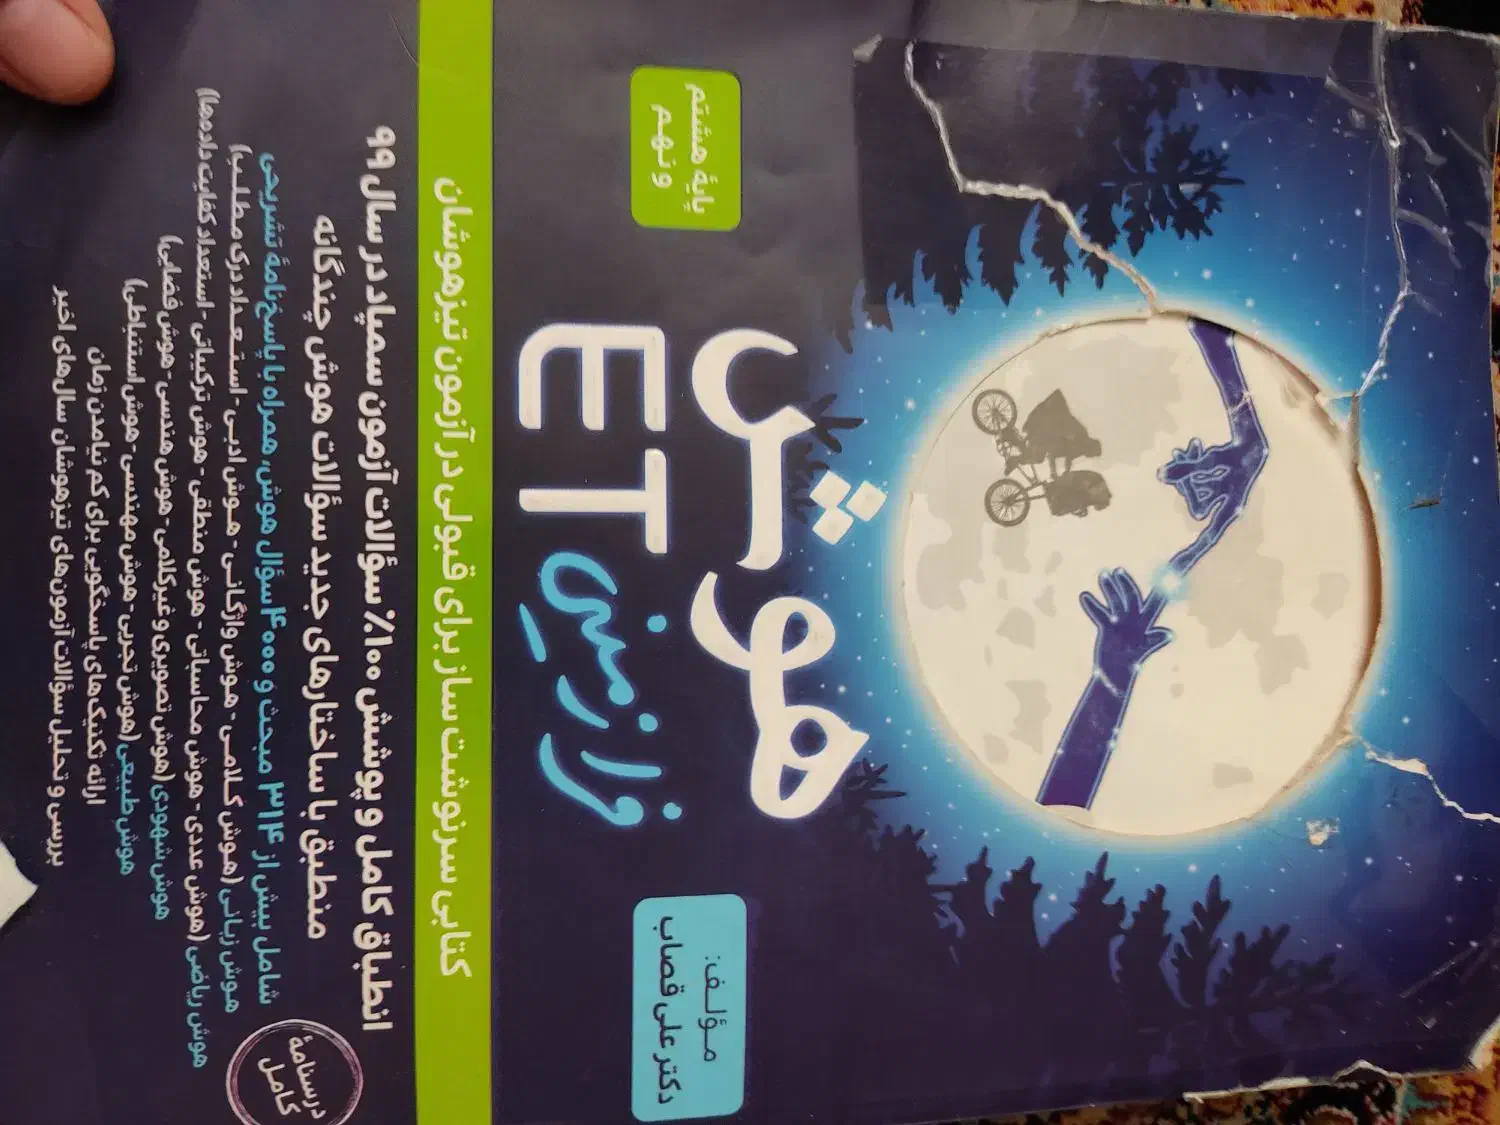 هوش
فرازمینی
ET
مؤلف:
دکتر علی قصاب
پایهٔ هشتم
و نهم
کتابی سرنوشت ساز برای قبولی در آزمون تیزهوشان
انطباق کامل و پوشش ۱۰۰٪ سؤالات آزمون سمپاد در سال ۹۹
منطبق با ساختارهای جدید سؤالات هوش چندگانه
شامل بیش از ۳۱۴ مبحث و ۴۰۰۰ سؤال هوش، همراه با پاسخ‌نامهٔ تشریحی
هوش زبانی (هوش کلامی - هوش واژگانی - هوش ادبی - استعداد درک مطلب)
هوش ریاضی (هوش عددی - هوش محاسباتی - هوش منطقی - هوش ترکیباتی - استعداد کفایت داده‌ها)
هوش شهودی (هوش تصویری و غیرکلامی - هوش هندسی - هوش فضایی)
هوش طبیعی (هوش تجربی - هوش مهندسی - هوش استنباطی)
ارائه تکنیک‌های پاسخگویی برای کم نیامدن زمان
بررسی و تحلیل سؤالات آزمون‌های تیزهوشان سال‌های اخیر
درسنامهٔ
کامل